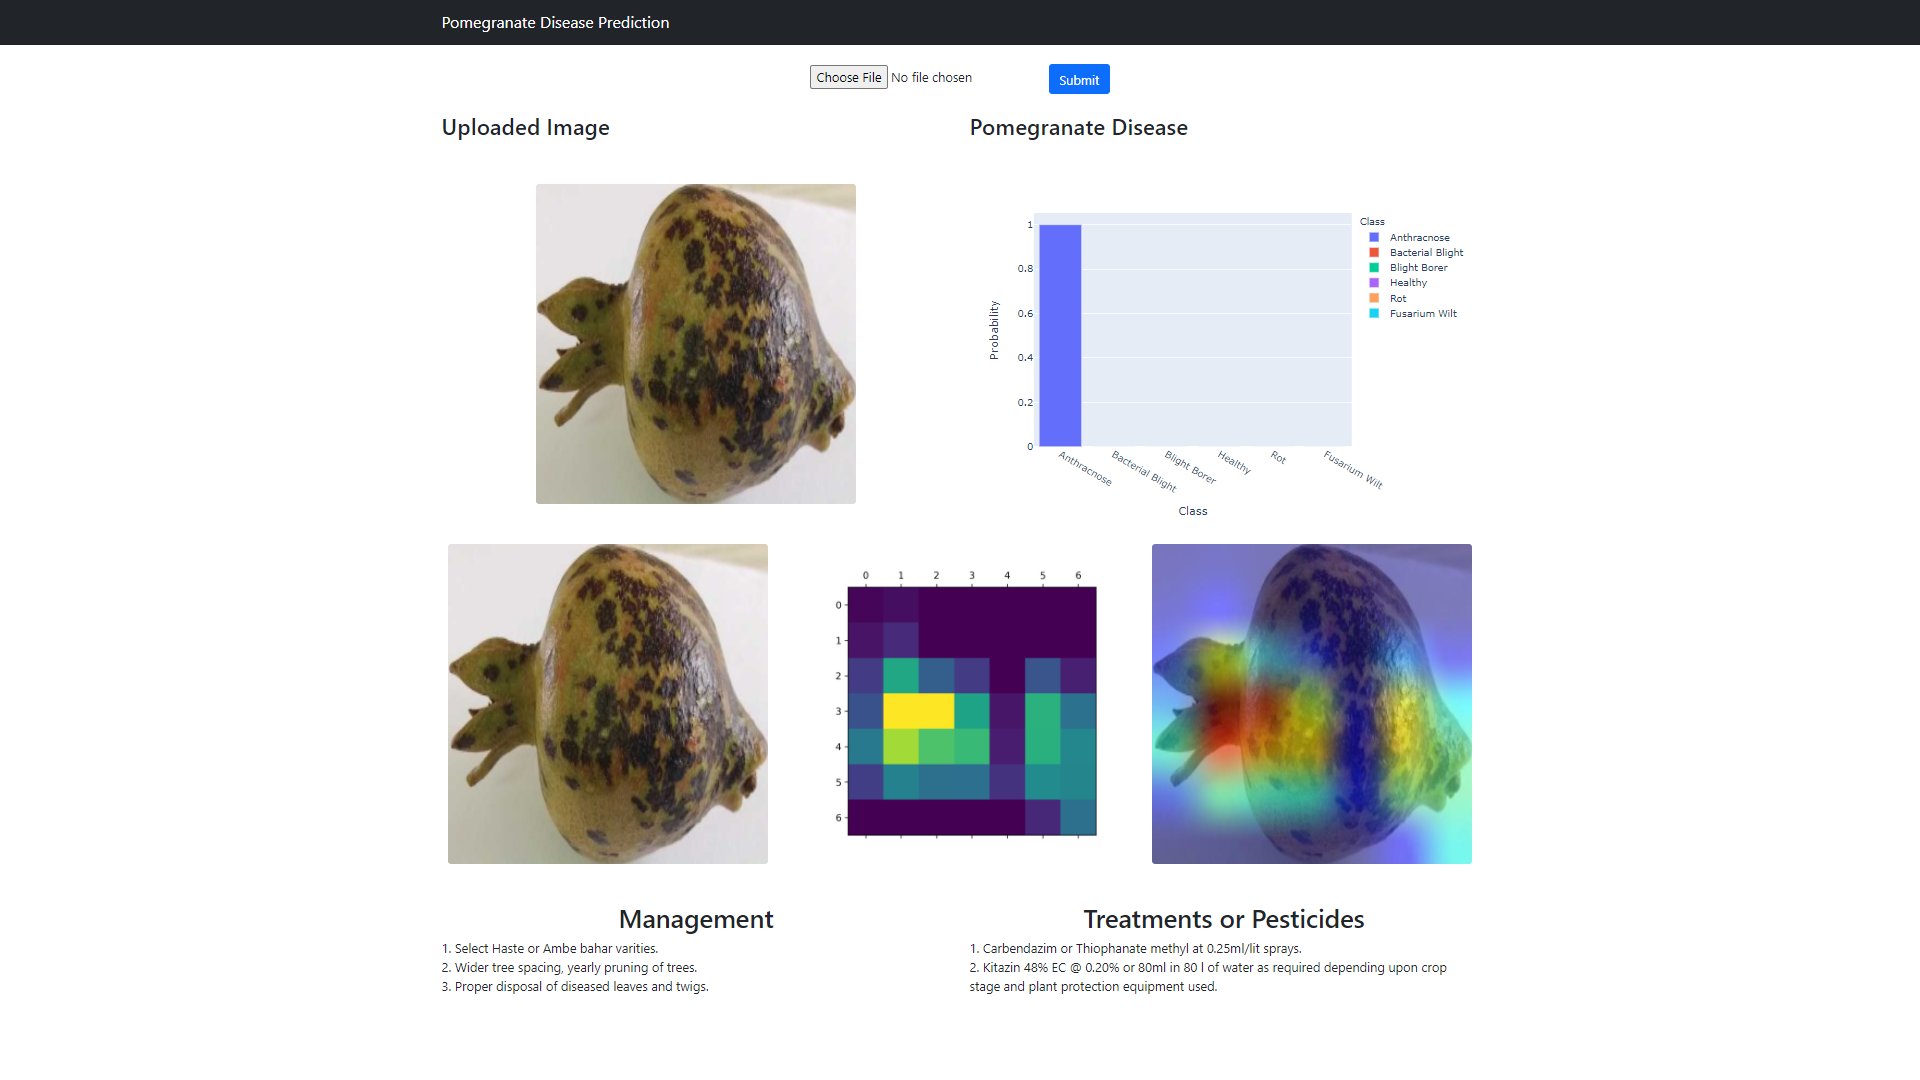 Pomegranate Disease Prediction
Choose File No file chosen Submit
Uploaded Image
Pomegranate Disease
1
0.8
0.6
0.4
0.2
0
Probability
Anthracnose
Bacterial Blight
Blight Borer
Healthy
Rot
Fusarium Wilt
Class
Class
Anthracnose
Bacterial Blight
Blight Borer
Healthy
Rot
Fusarium Wilt
0 1 2 3 4 5 6
0
1
2
3
4
5
6
Management
1. Select Haste or Ambe bahar varities.
2. Wider tree spacing, yearly pruning of trees.
3. Proper disposal of diseased leaves and twigs.
Treatments or Pesticides
1. Carbendazim or Thiophanate methyl at 0.25ml/lit sprays.
2. Kitazin 48% EC @ 0.20% or 80ml in 80 l of water as required depending upon crop
stage and plant protection equipment used.